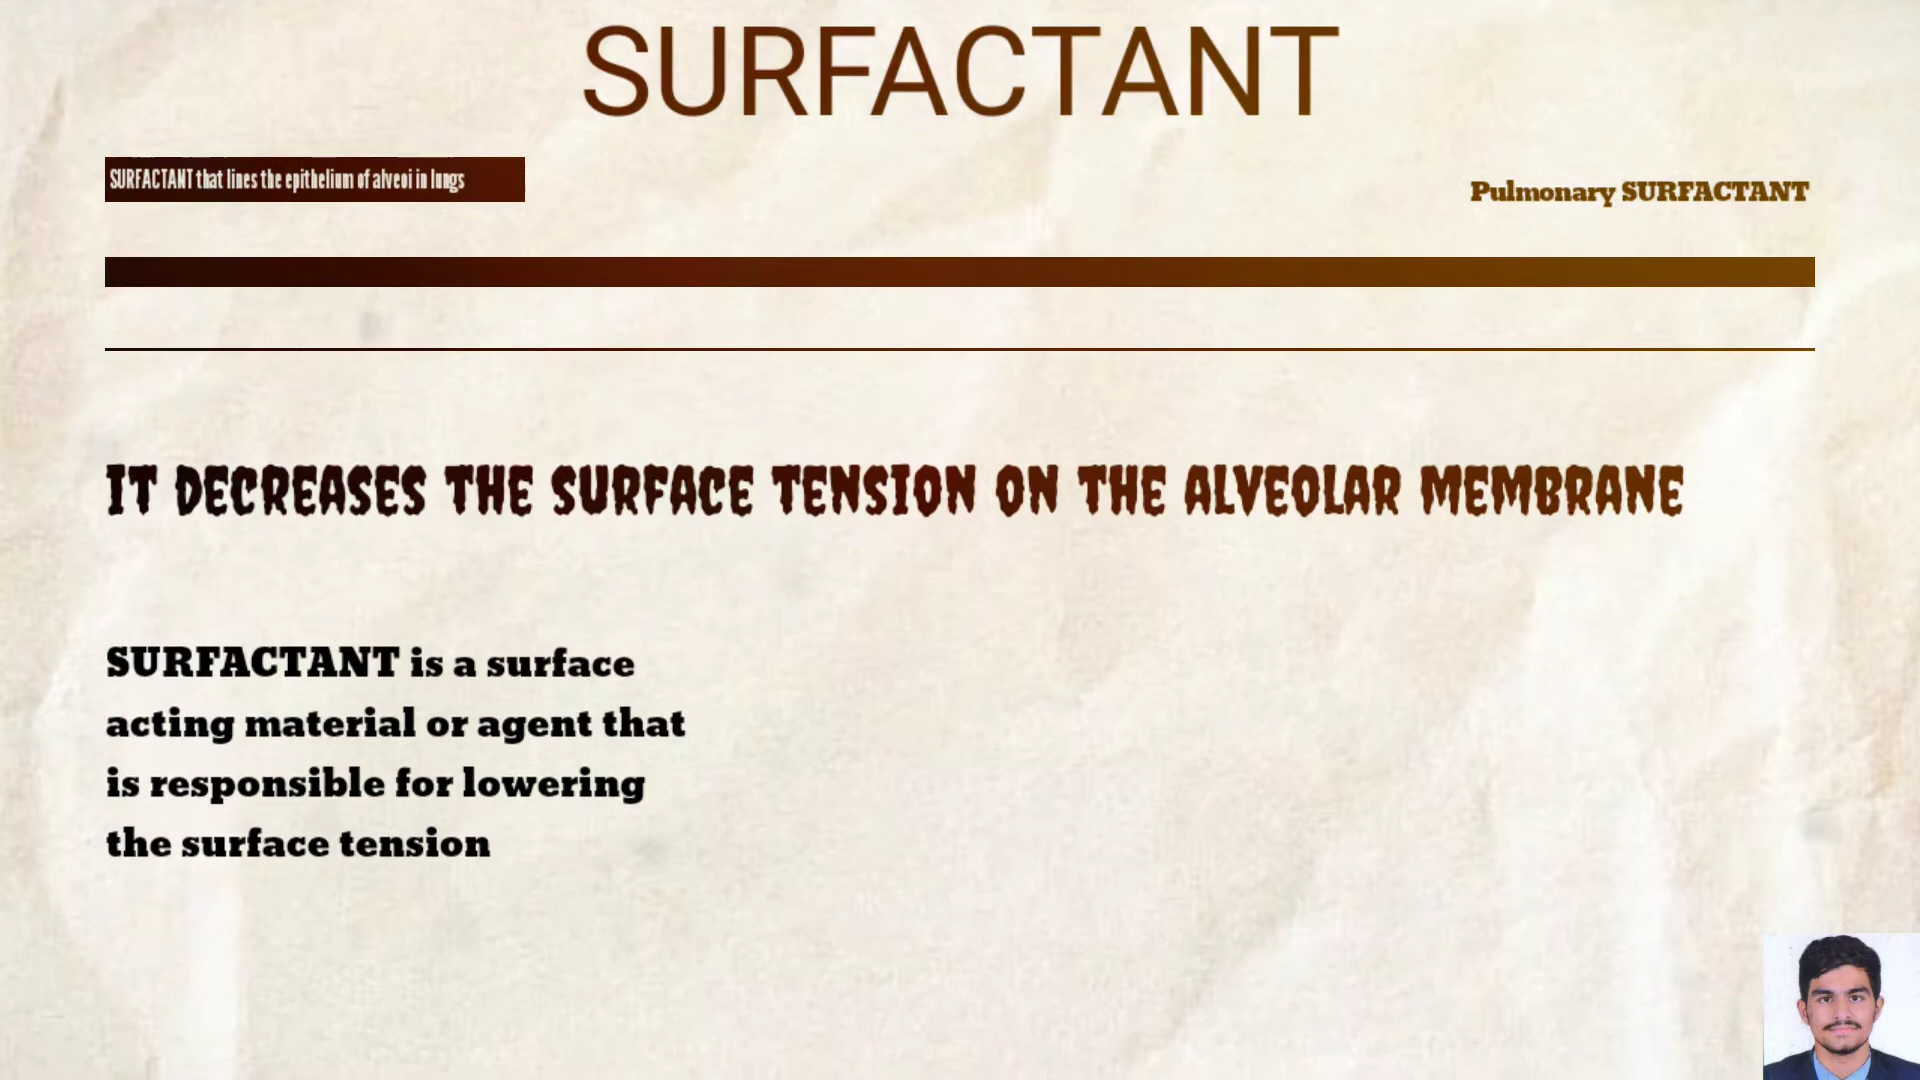 SURFACTANT
SURFACTANT that lines the epithelium of alveoi in lungs
Pulmonary SURFACTANT
IT DECREASES THE SURFACE TENSION ON THE ALVEOLAR MEMBRANE
SURFACTANT is a surface
acting material or agent that
is responsible for lowering
the surface tension